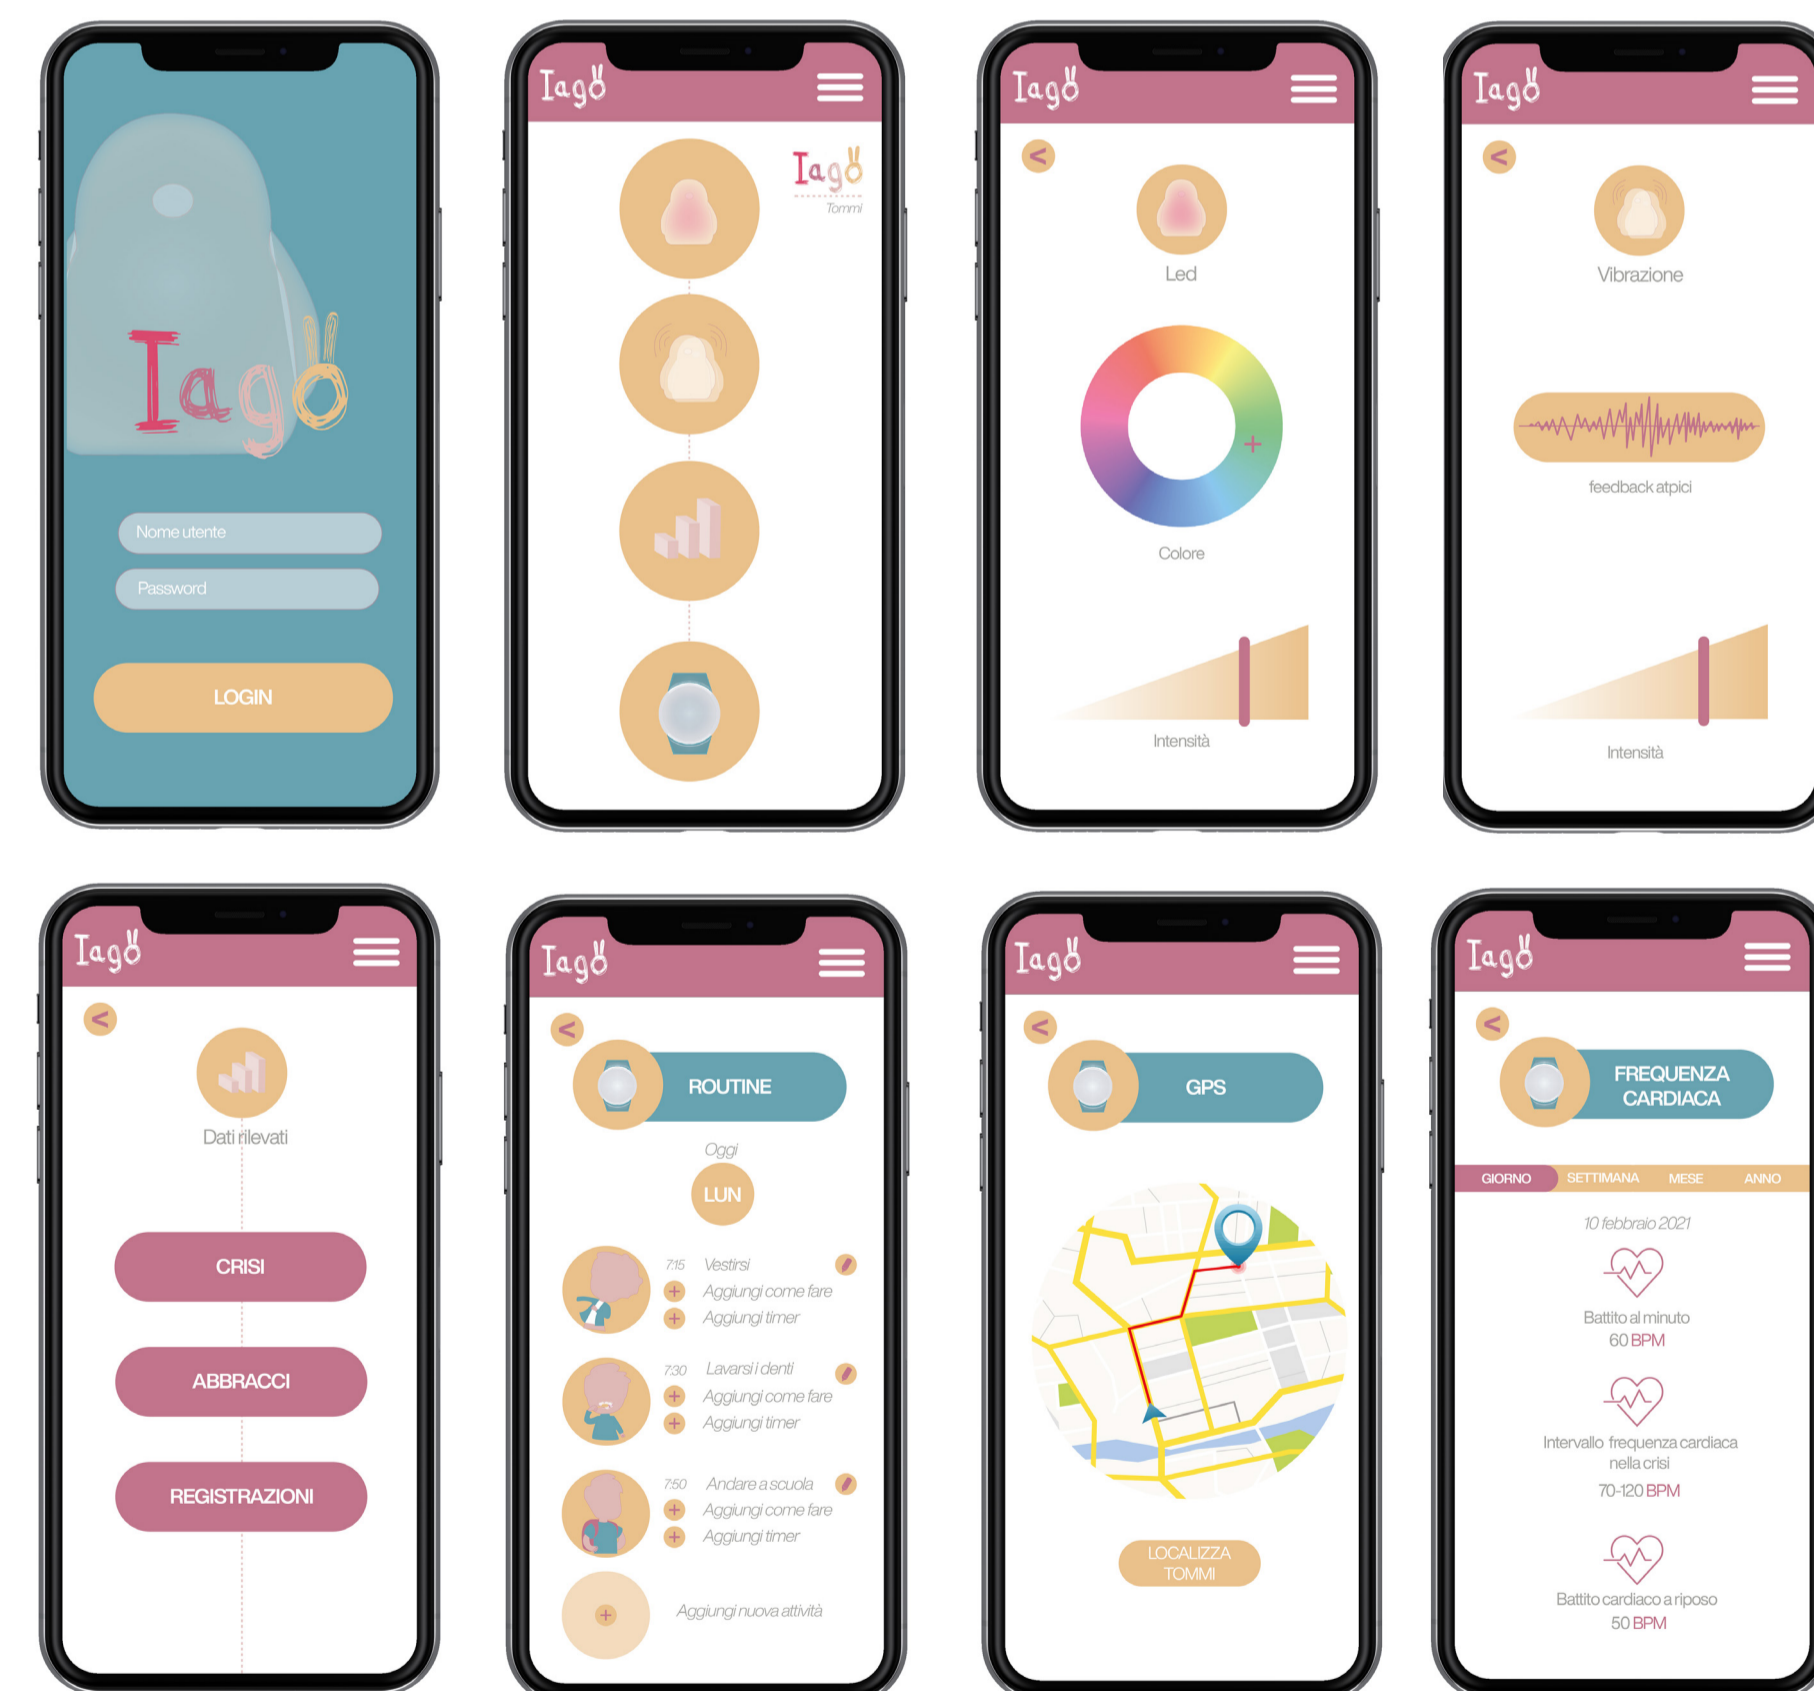 Iago
Nome utente
Password
LOGIN
Iago
Iago
Tommi
Iago
<
Led
Colore
Intensità
Iago
<
Vibrazione
feedback atpici
Intensità
Iago
<
Dati rilevati
CRISI
ABBRACCI
REGISTRAZIONI
Iago
<
ROUTINE
Oggi
LUN
7:15 Vestirsi
Aggiungi come fare
Aggiungi timer
7:30 Lavarsi i denti
Aggiungi come fare
Aggiungi timer
7:50 Andare a scuola
Aggiungi come fare
Aggiungi timer
Aggiungi nuova attività
Iago
<
GPS
LOCALIZZA
TOMMI
Iago
<
FREQUENZA
CARDIACA
GIORNO SETTIMANA MESE ANNO
10 febbraio 2021
Battito al minuto
60 BPM
Intervallo frequenza cardiaca
nella crisi
70-120 BPM
Battito cardiaco a riposo
50 BPM